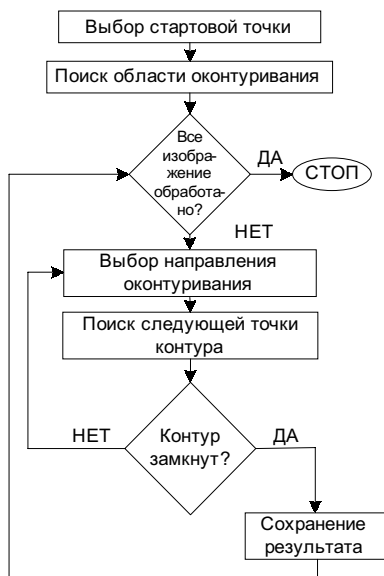 Выбор стартовой точки
Поиск области оконтуривания
Все
изобра-
жение
обработа-
но?
ДА
СТОП
НЕТ
Выбор направления
оконтуривания
Поиск следующей точки
контура
НЕТ
Контур
замкнут?
ДА
Сохранение
результата